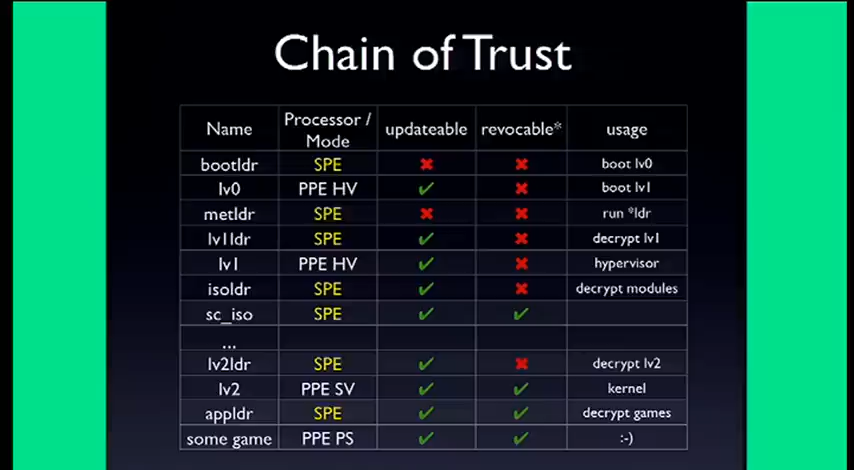 Chain of Trust
Name Processor / Mode updateable revocable* usage
bootldr SPE ✖ ✖ boot lv0
lv0 PPE HV ✔ ✖ boot lv1
metldr SPE ✖ ✖ run *ldr
lv1ldr SPE ✔ ✖ decrypt lv1
lv1 PPE HV ✔ ✖ hypervisor
isoldr SPE ✔ ✖ decrypt modules
sc_iso SPE ✔ ✔
...
lv2ldr SPE ✔ ✖ decrypt lv2
lv2 PPE SV ✔ ✔ kernel
appldr SPE ✔ ✔ decrypt games
some game PPE PS ✔ ✔ :-)